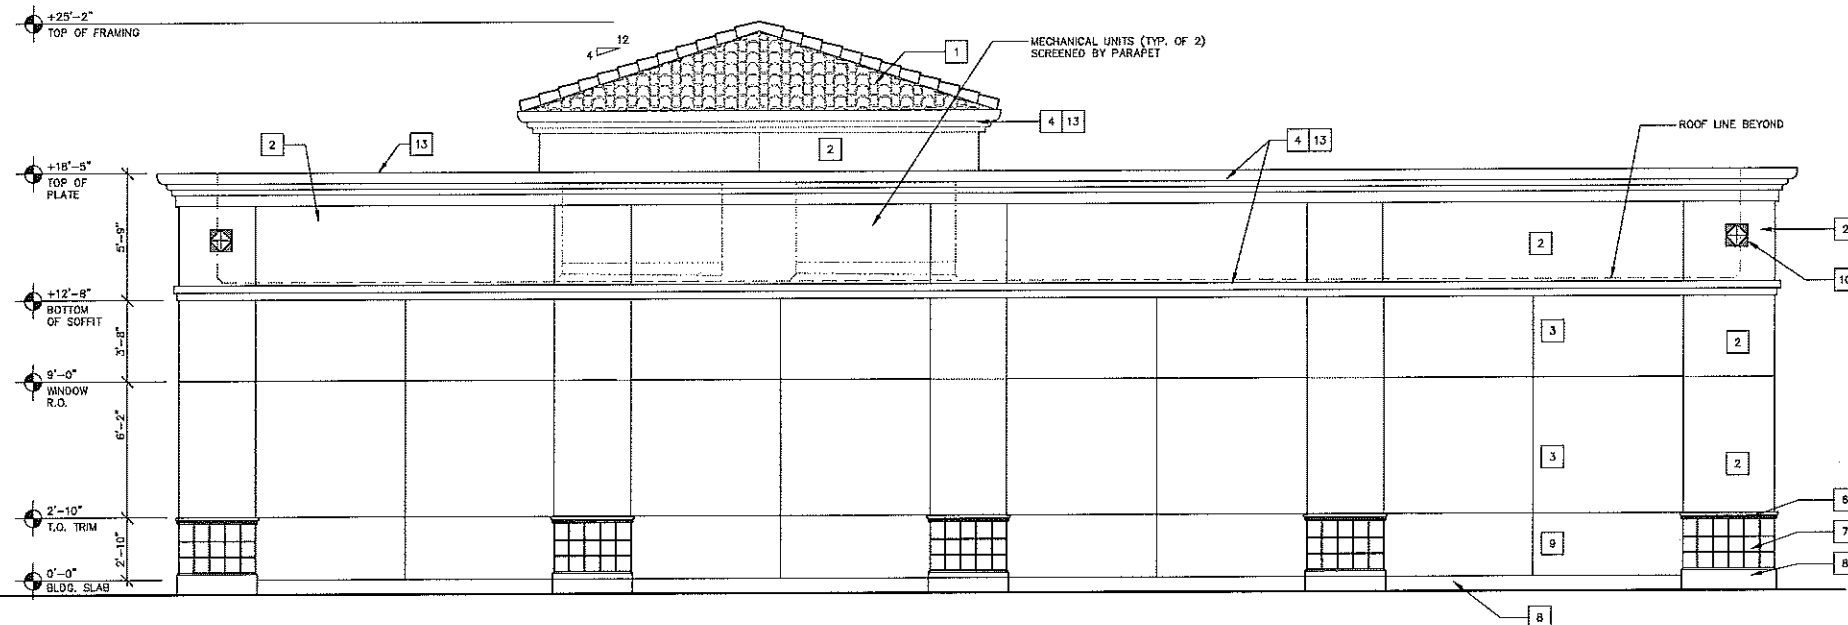 +25'-2"
TOP OF FRAMING
12
4
1
MECHANICAL UNITS (TYP. OF 2)
SCREENED BY PARAPET
4 13
2
13
2
4 13
ROOF LINE BEYOND
+18'-5"
TOP OF
PLATE
5'-9"
2
2
10
+12'-8"
BOTTOM
OF SOFFIT
3'-8"
3
2
9'-0"
WINDOW
R.O.
6'-2"
3
2
2'-10"
T.O. TRIM
6
2'-10"
9
7
8
0'-0"
BLDG. SLAB
8